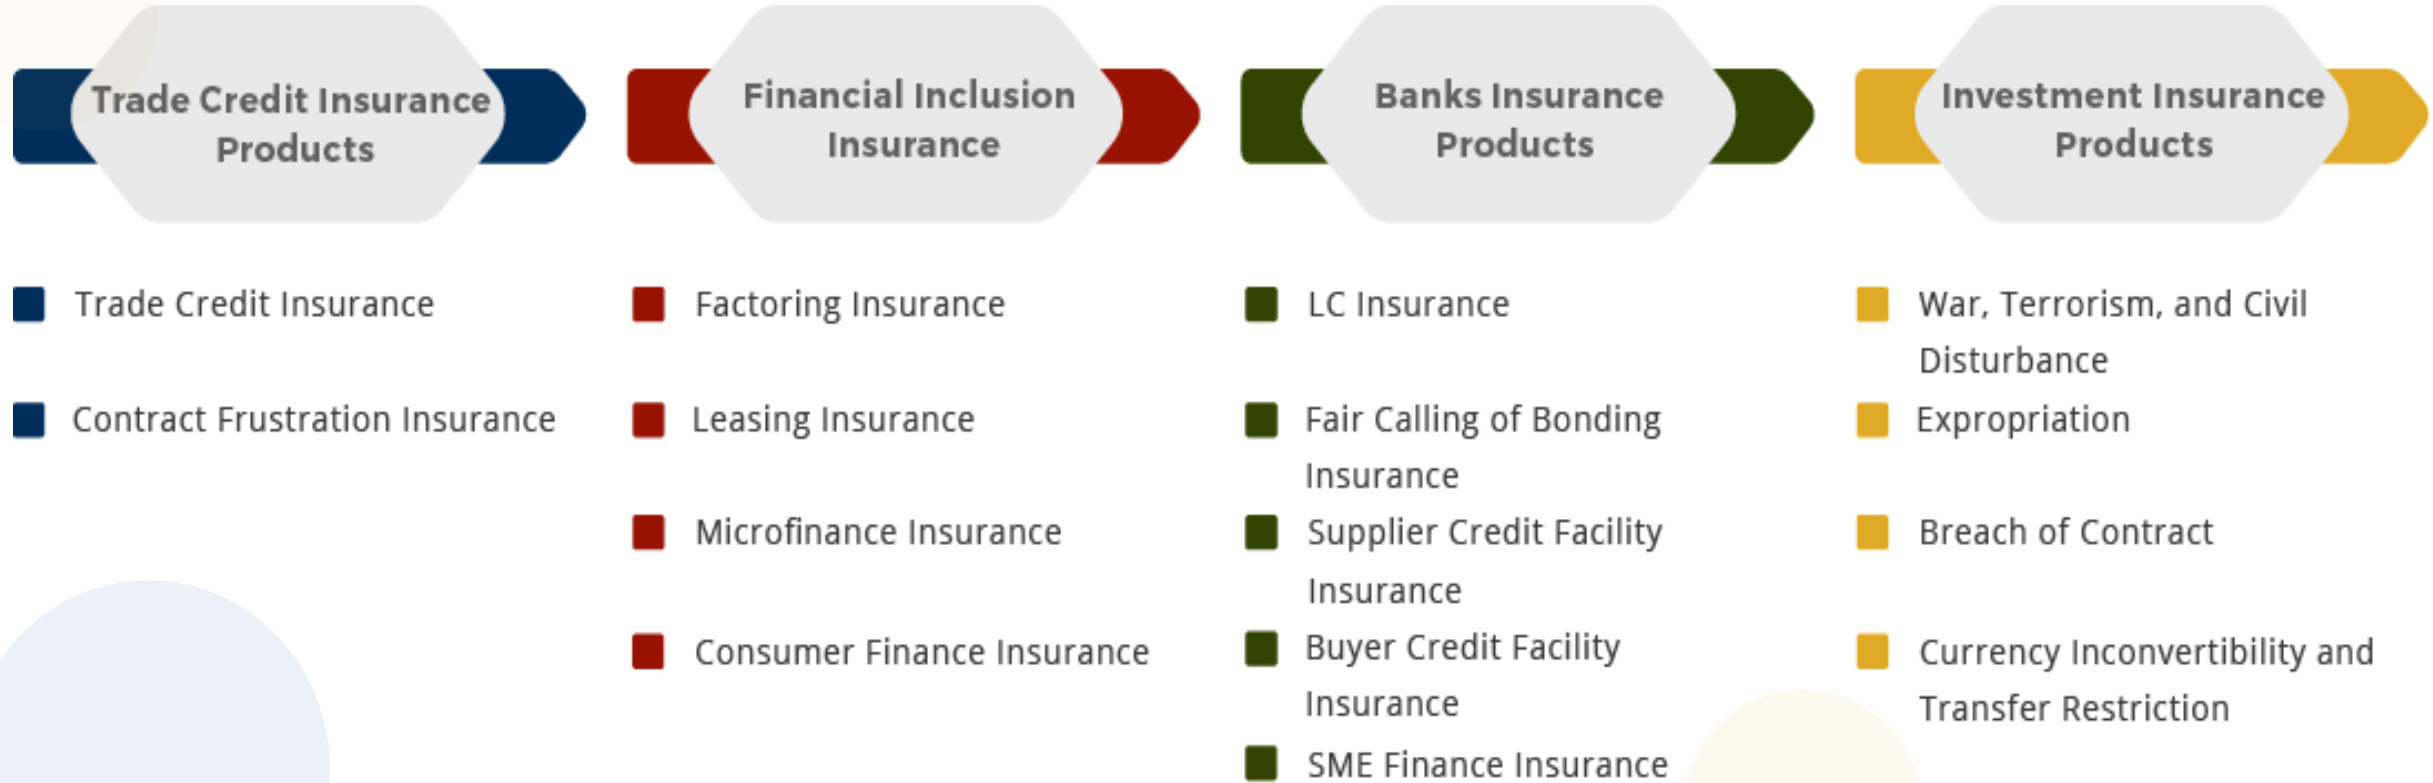 Trade Credit Insurance
Products
Trade Credit Insurance
Contract Frustration Insurance
Financial Inclusion
Insurance
Factoring Insurance
Leasing Insurance
Microfinance Insurance
Consumer Finance Insurance
Banks Insurance
Products
LC Insurance
Fair Calling of Bonding
Insurance
Supplier Credit Facility
Insurance
Buyer Credit Facility
Insurance
SME Finance Insurance
Investment Insurance
Products
War, Terrorism, and Civil
Disturbance
Expropriation
Breach of Contract
Currency Inconvertibility and
Transfer Restriction